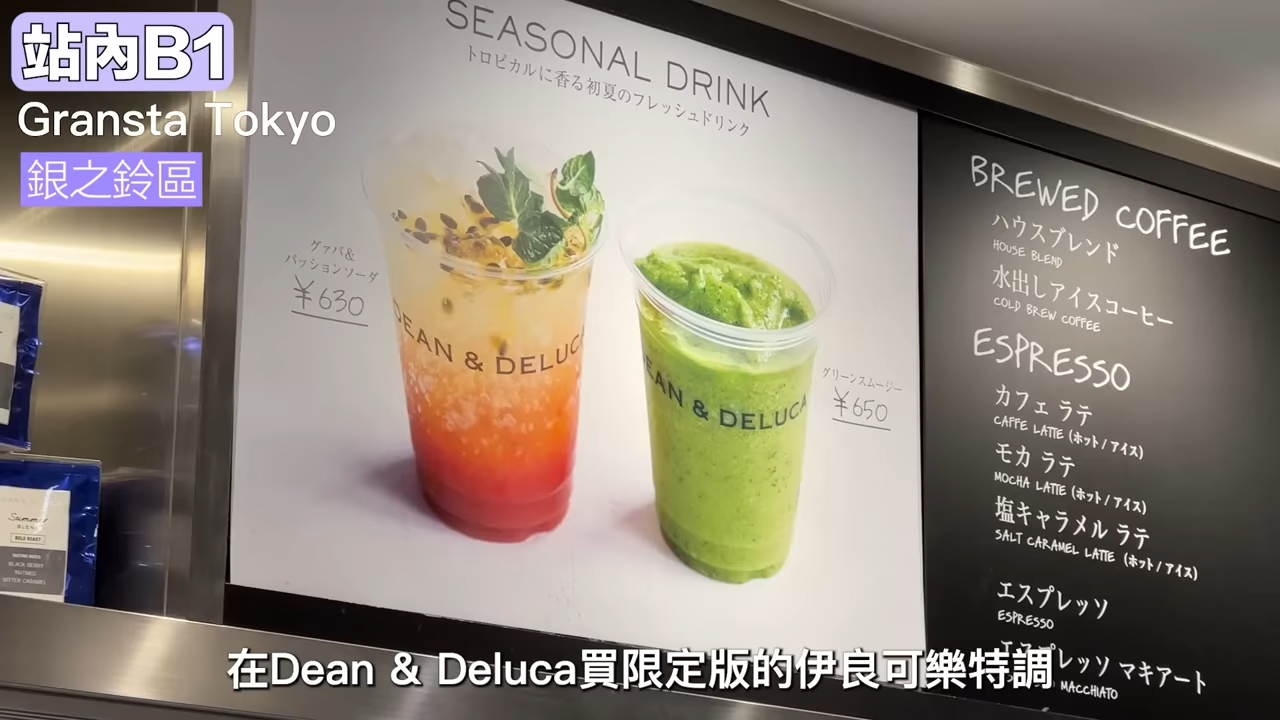 站內B1
Gransta Tokyo
銀之鈴區
SEASONAL DRINK
トロピカルに香る初夏のフレッシュドリンク
グァバ&
パッションソーダ
¥630
DEAN & DELUCA
グリーンスムージー
¥650
DEAN & DELUCA
BREWED COFFEE
ハウスブレンド
HOUSE BLEND
水出しアイスコーヒー
COLD BREW COFFEE
ESPRESSO
カフェ ラテ
CAFFE LATTE (ホット / アイス)
モカ ラテ
MOCHA LATTE (ホット / アイス)
塩キャラメル ラテ
SALT CARAMEL LATTE (ホット / アイス)
エスプレッソ
ESPRESSO
エスプレッソ マキアート
MACCHIATO
Summer
BLEND
BOLD ROAST
TASTING NOTES
BLACK BERRY
NUTMEG
BITTER CARAMEL
在Dean & Deluca買限定版的伊良可樂特調